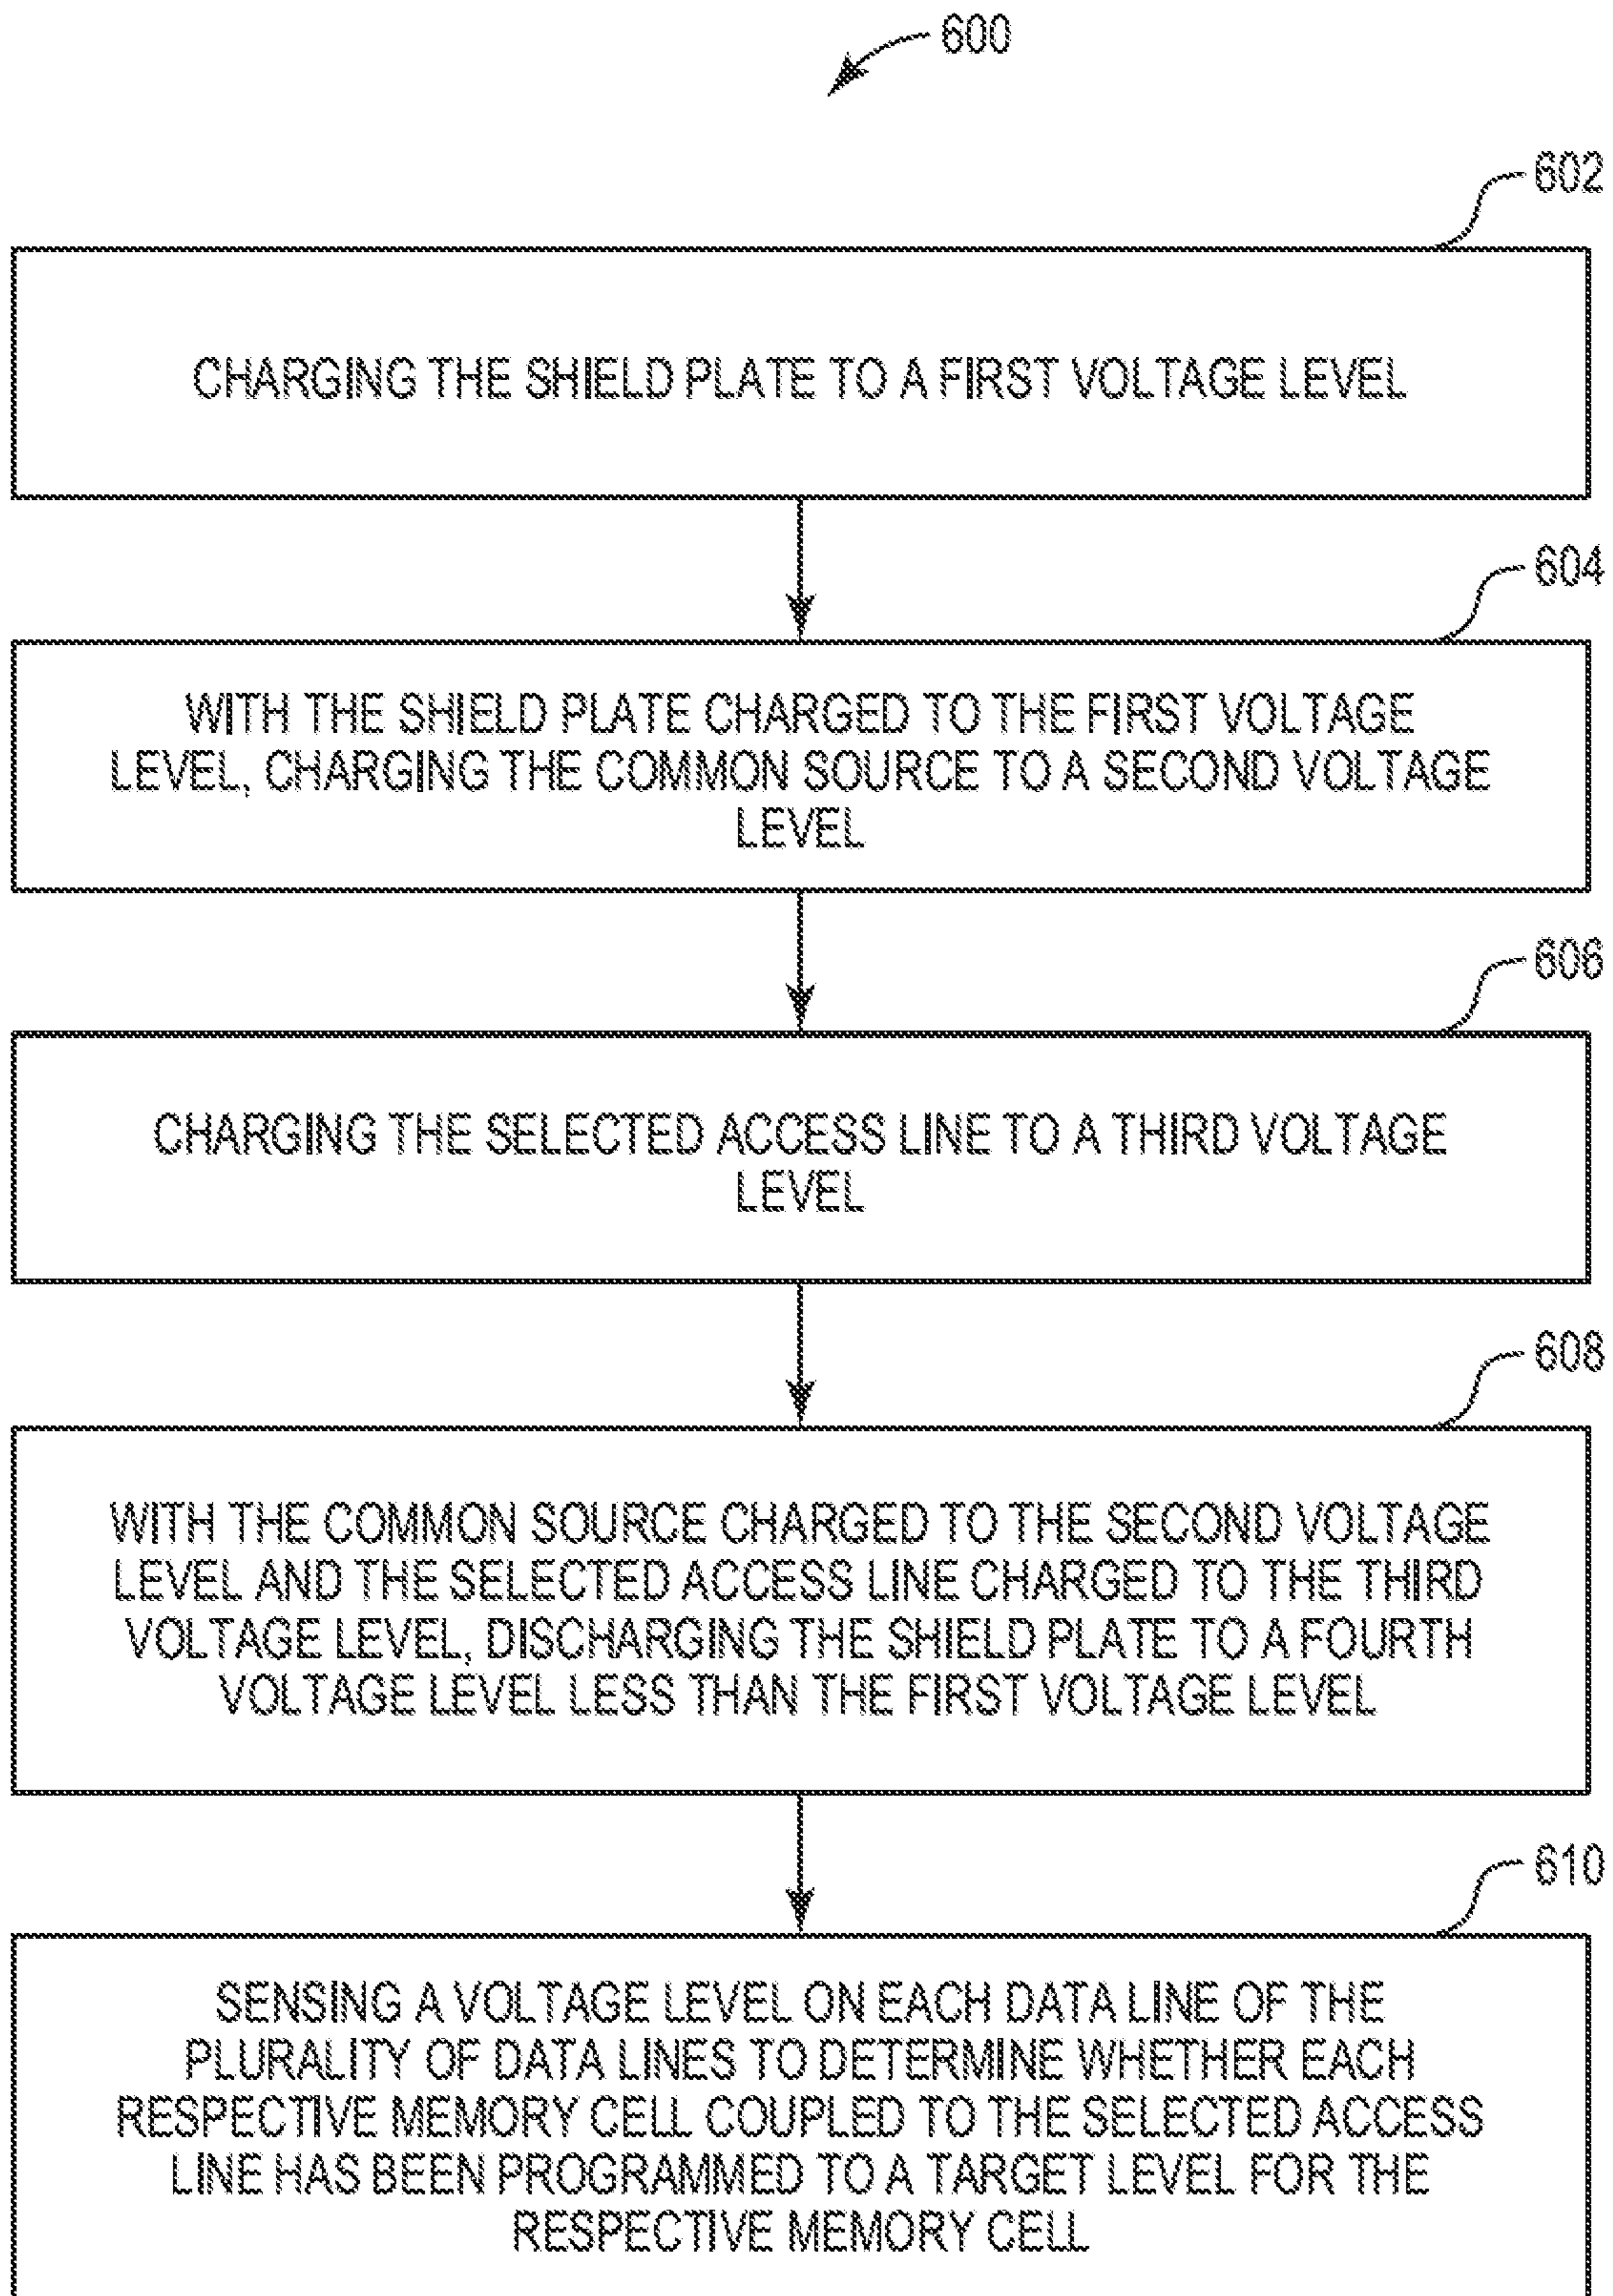 600
602
CHARGING THE SHIELD PLATE TO A FIRST VOLTAGE LEVEL
604
WITH THE SHIELD PLATE CHARGED TO THE FIRST VOLTAGE
LEVEL, CHARGING THE COMMON SOURCE TO A SECOND VOLTAGE
LEVEL
606
CHARGING THE SELECTED ACCESS LINE TO A THIRD VOLTAGE
LEVEL
608
WITH THE COMMON SOURCE CHARGED TO THE SECOND VOLTAGE
LEVEL AND THE SELECTED ACCESS LINE CHARGED TO THE THIRD
VOLTAGE LEVEL, DISCHARGING THE SHIELD PLATE TO A FOURTH
VOLTAGE LEVEL LESS THAN THE FIRST VOLTAGE LEVEL
610
SENSING A VOLTAGE LEVEL ON EACH DATA LINE OF THE
PLURALITY OF DATA LINES TO DETERMINE WHETHER EACH
RESPECTIVE MEMORY CELL COUPLED TO THE SELECTED ACCESS
LINE HAS BEEN PROGRAMMED TO A TARGET LEVEL FOR THE
RESPECTIVE MEMORY CELL